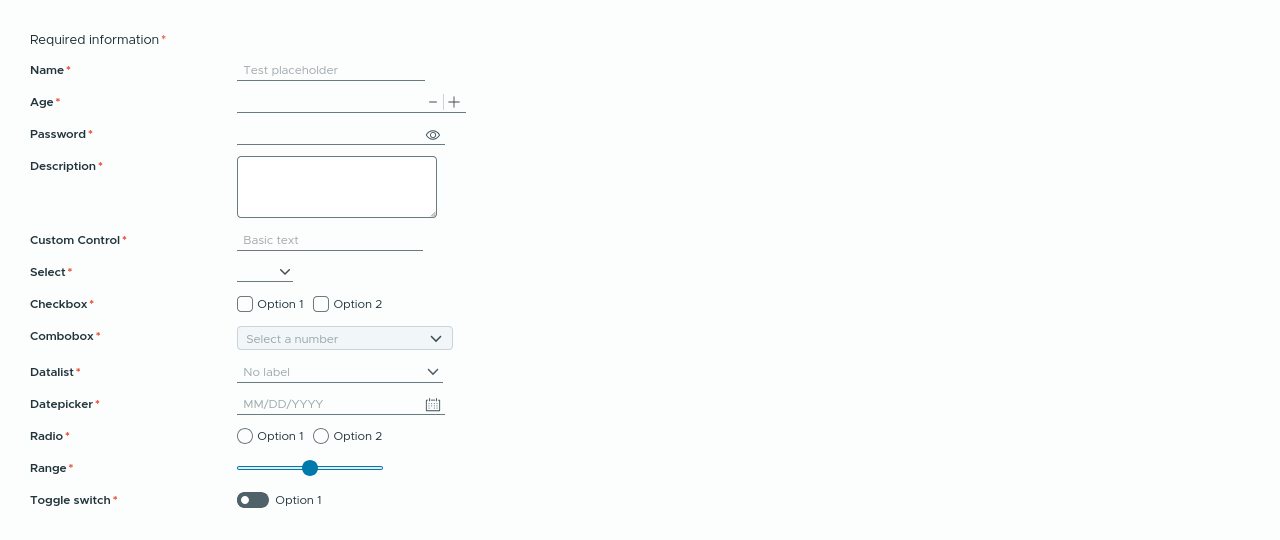 Required information*
Name* Test placeholder
Age*
Password*
Description*
Custom Control* Basic text
Select*
Checkbox* Option 1 Option 2
Combobox* Select a number
Datalist* No label
Datepicker* MM/DD/YYYY
Radio* Option 1 Option 2
Range*
Toggle switch* Option 1